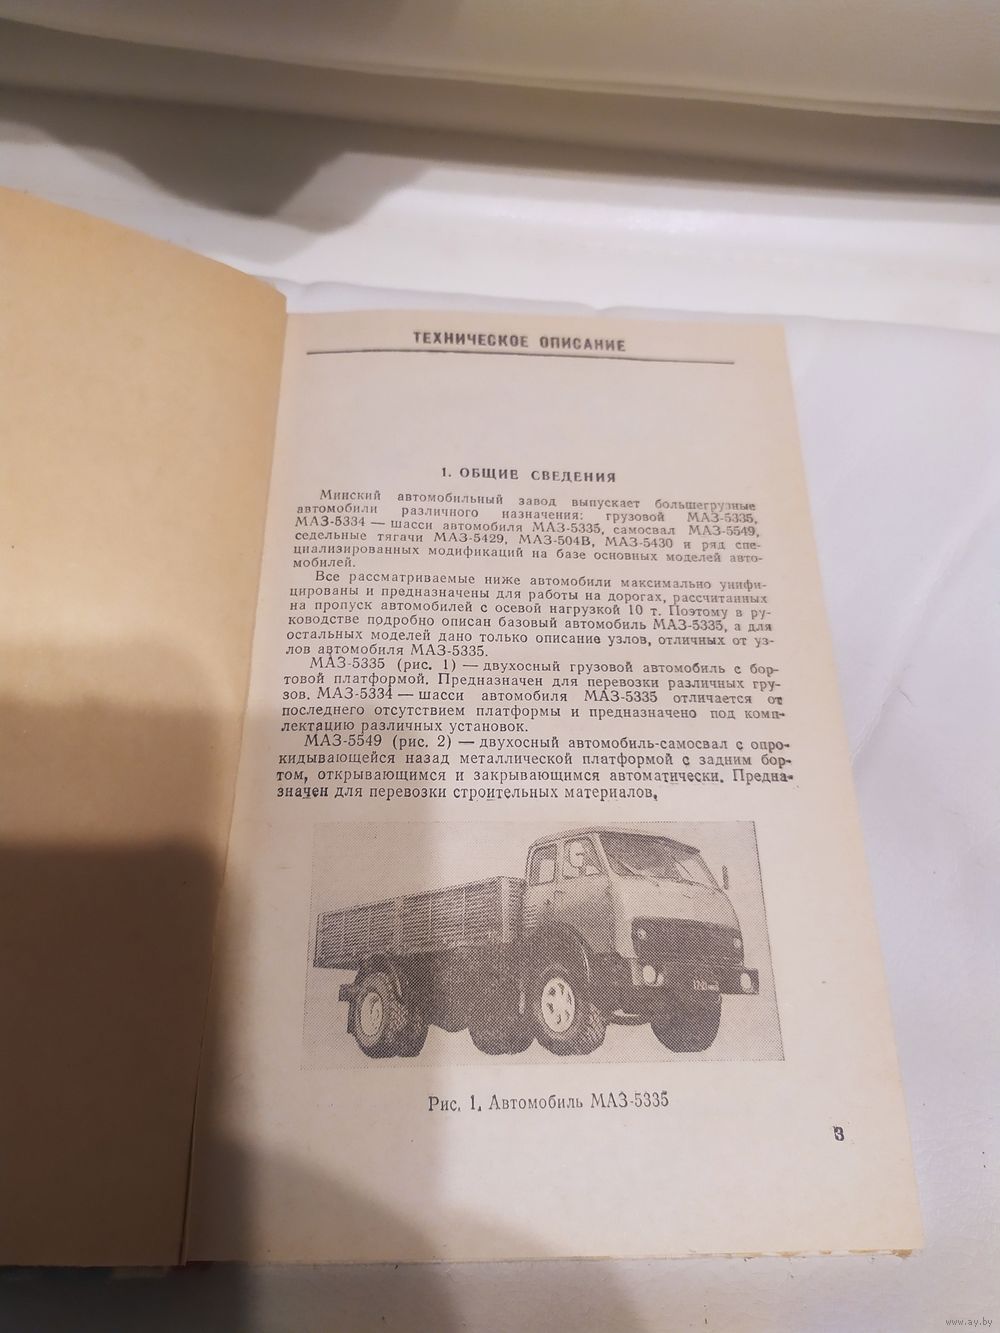 ТЕХНИЧЕСКОЕ ОПИСАНИЕ
1. ОБЩИЕ СВЕДЕНИЯ
Минский автомобильный завод выпускает большегрузные
автомобили различного назначения: грузовой МАЗ-5335,
МАЗ-5334 — шасси автомобиля МАЗ-5335, самосвал МАЗ-5549,
седельные тягачи МАЗ-5429, МАЗ-504В, МАЗ-5430 и ряд спе-
циализированных модификаций на базе основных моделей авто-
мобилей.
Все рассматриваемые ниже автомобили максимально унифи-
цированы и предназначены для работы на дорогах, рассчитанных
на пропуск автомобилей с осевой нагрузкой 10 т. Поэтому в ру-
ководстве подробно описан базовый автомобиль МАЗ-5335, а для
остальных моделей дано только описание узлов, отличных от уз-
лов автомобиля МАЗ-5335.
МАЗ-5335 (рис. 1) — двухосный грузовой автомобиль с бор-
товой платформой. Предназначен для перевозки различных гру-
зов. МАЗ-5334 — шасси автомобиля МАЗ-5335 отличается от
последнего отсутствием платформы и предназначено под комп-
лектацию различных установок.
МАЗ-5549 (рис. 2) — двухосный автомобиль-самосвал с опро-
кидывающейся назад металлической платформой с задним бор-
том, открывающимся и закрывающимся автоматически. Предна-
значен для перевозки строительных материалов.
Рис. 1. Автомобиль МАЗ-5335
3
www.ay.by